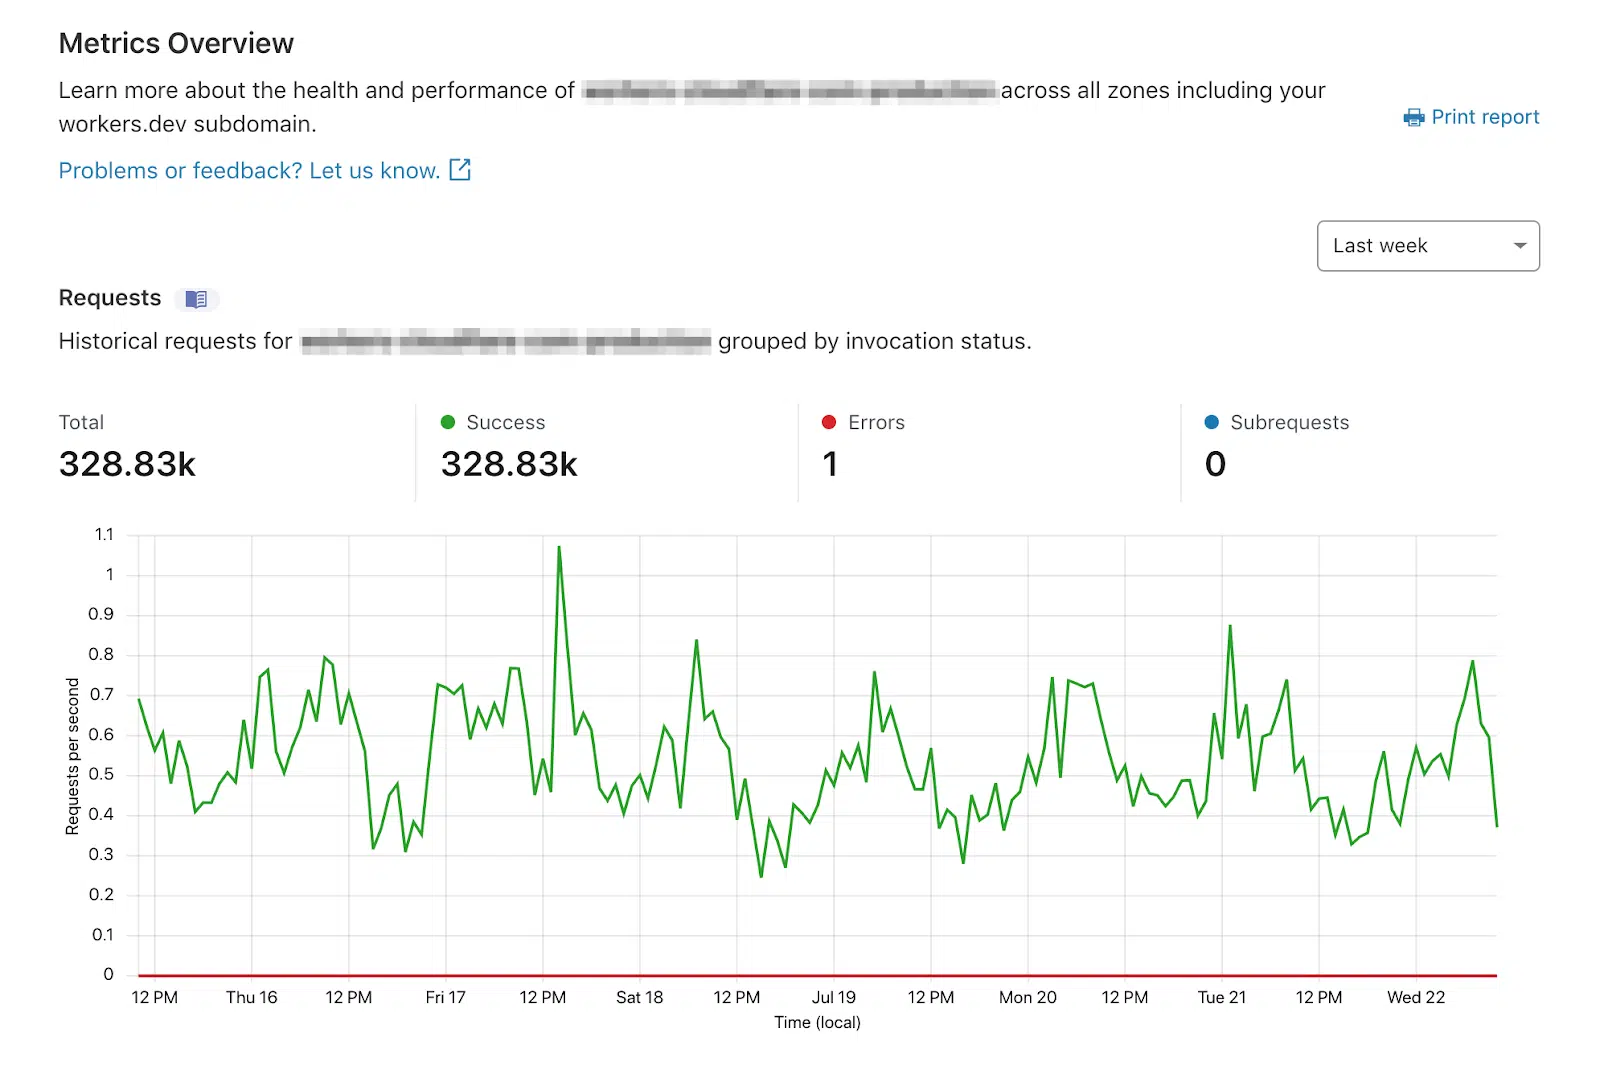 Metrics Overview
Learn more about the health and performance of across all zones including your
workers.dev subdomain.
Print report
Problems or feedback? Let us know.
Last week
Requests
Historical requests for grouped by invocation status.
Total
328.83k
Success
328.83k
Errors
1
Subrequests
0
Requests per second
1.1
1
0.9
0.8
0.7
0.6
0.5
0.4
0.3
0.2
0.1
0
12 PM Thu 16 12 PM Fri 17 12 PM Sat 18 12 PM Jul 19 12 PM Mon 20 12 PM Tue 21 12 PM Wed 22
Time (local)